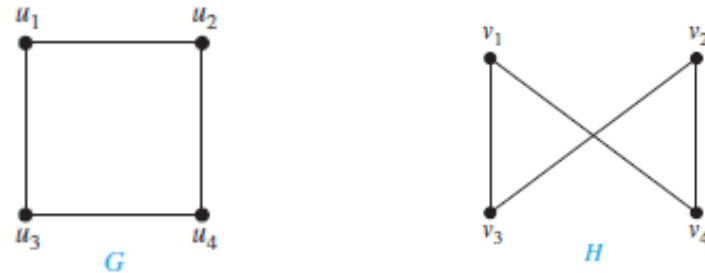 u₁ u₂
v₁ v₂
u₃ u₄
v₃ v₄
G
H